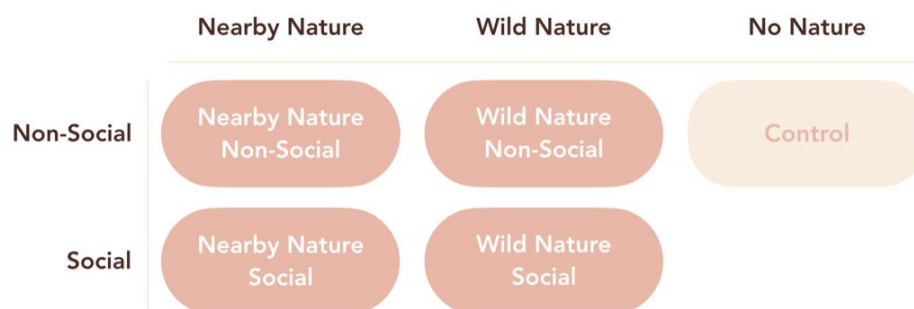 Nearby Nature Wild Nature No Nature
Non-Social
Nearby Nature
Non-Social
Wild Nature
Non-Social
Control
Social
Nearby Nature
Social
Wild Nature
Social